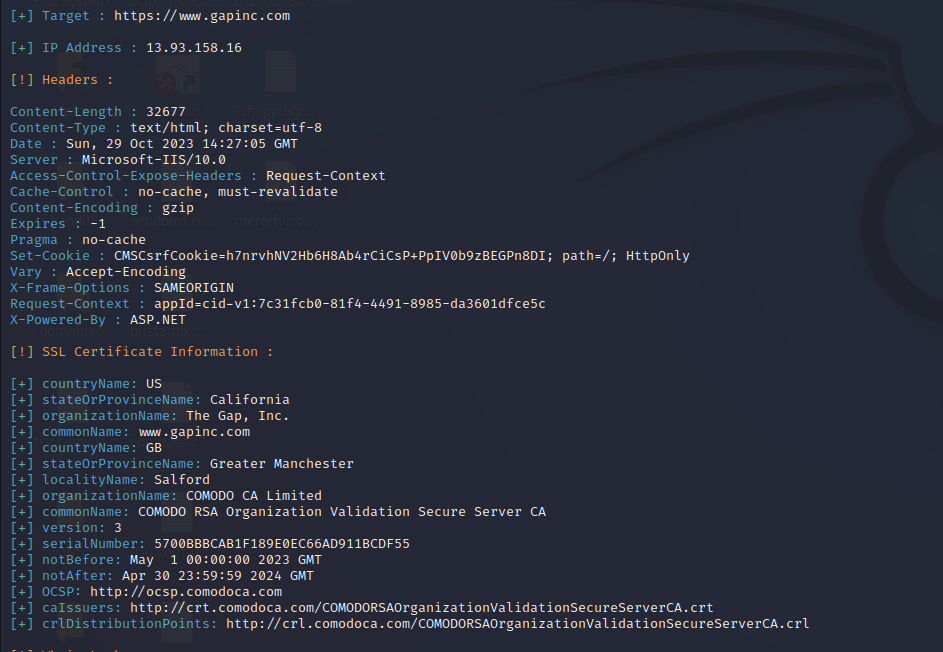 [+] Target : https://www.gapinc.com
[+] IP Address : 13.93.158.16
[!] Headers :
Content-Length : 32677
Content-Type : text/html; charset=utf-8
Date : Sun, 29 Oct 2023 14:27:05 GMT
Server : Microsoft-IIS/10.0
Access-Control-Expose-Headers : Request-Context
Cache-Control : no-cache, must-revalidate
Content-Encoding : gzip
Expires : -1
Pragma : no-cache
Set-Cookie : CMSCsrfCookie=h7nrvhNV2Hb6H8Ab4rCiCsP+PpIV0b9zBEGPn8DI; path=/; HttpOnly
Vary : Accept-Encoding
X-Frame-Options : SAMEORIGIN
Request-Context : appId=cid-v1:7c31fcb0-81f4-4491-8985-da3601dfce5c
X-Powered-By : ASP.NET
[!] SSL Certificate Information :
[+] countryName: US
[+] stateOrProvinceName: California
[+] organizationName: The Gap, Inc.
[+] commonName: www.gapinc.com
[+] countryName: GB
[+] stateOrProvinceName: Greater Manchester
[+] localityName: Salford
[+] organizationName: COMODO CA Limited
[+] commonName: COMODO RSA Organization Validation Secure Server CA
[+] version: 3
[+] serialNumber: 5700BBBCAB1F189E0EC66AD911BCDF55
[+] notBefore: May  1 00:00:00 2023 GMT
[+] notAfter: Apr 30 23:59:59 2024 GMT
[+] OCSP: http://ocsp.comodoca.com
[+] caIssuers: http://crt.comodoca.com/COMODORSAOrganizationValidationSecureServerCA.crt
[+] crlDistributionPoints: http://crl.comodoca.com/COMODORSAOrganizationValidationSecureServerCA.crl